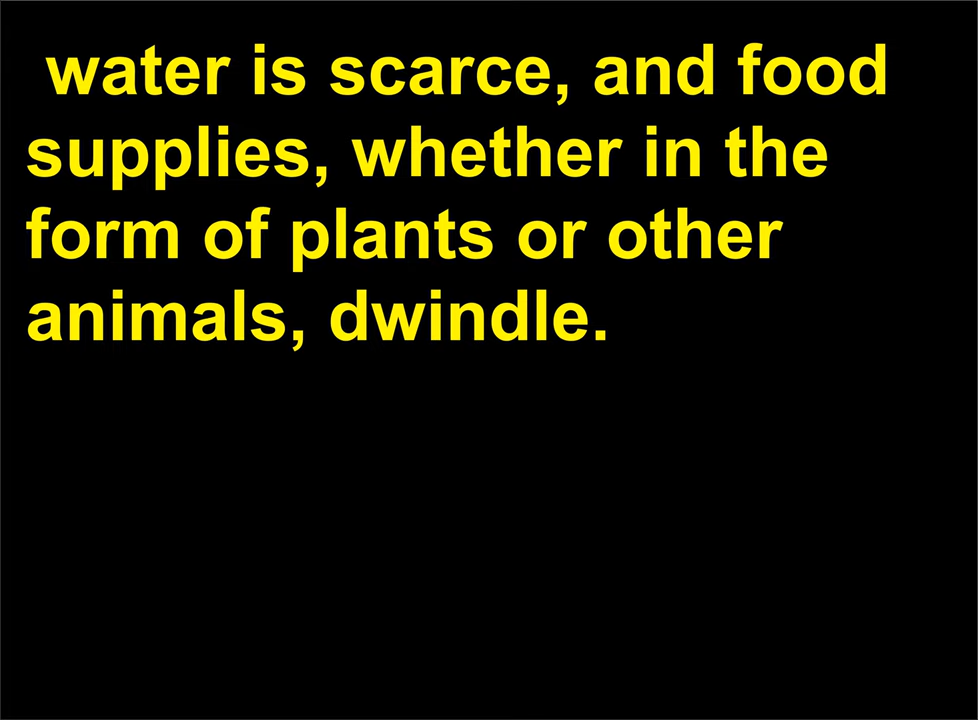 water is scarce, and food
supplies, whether in the
form of plants or other
animals, dwindle.